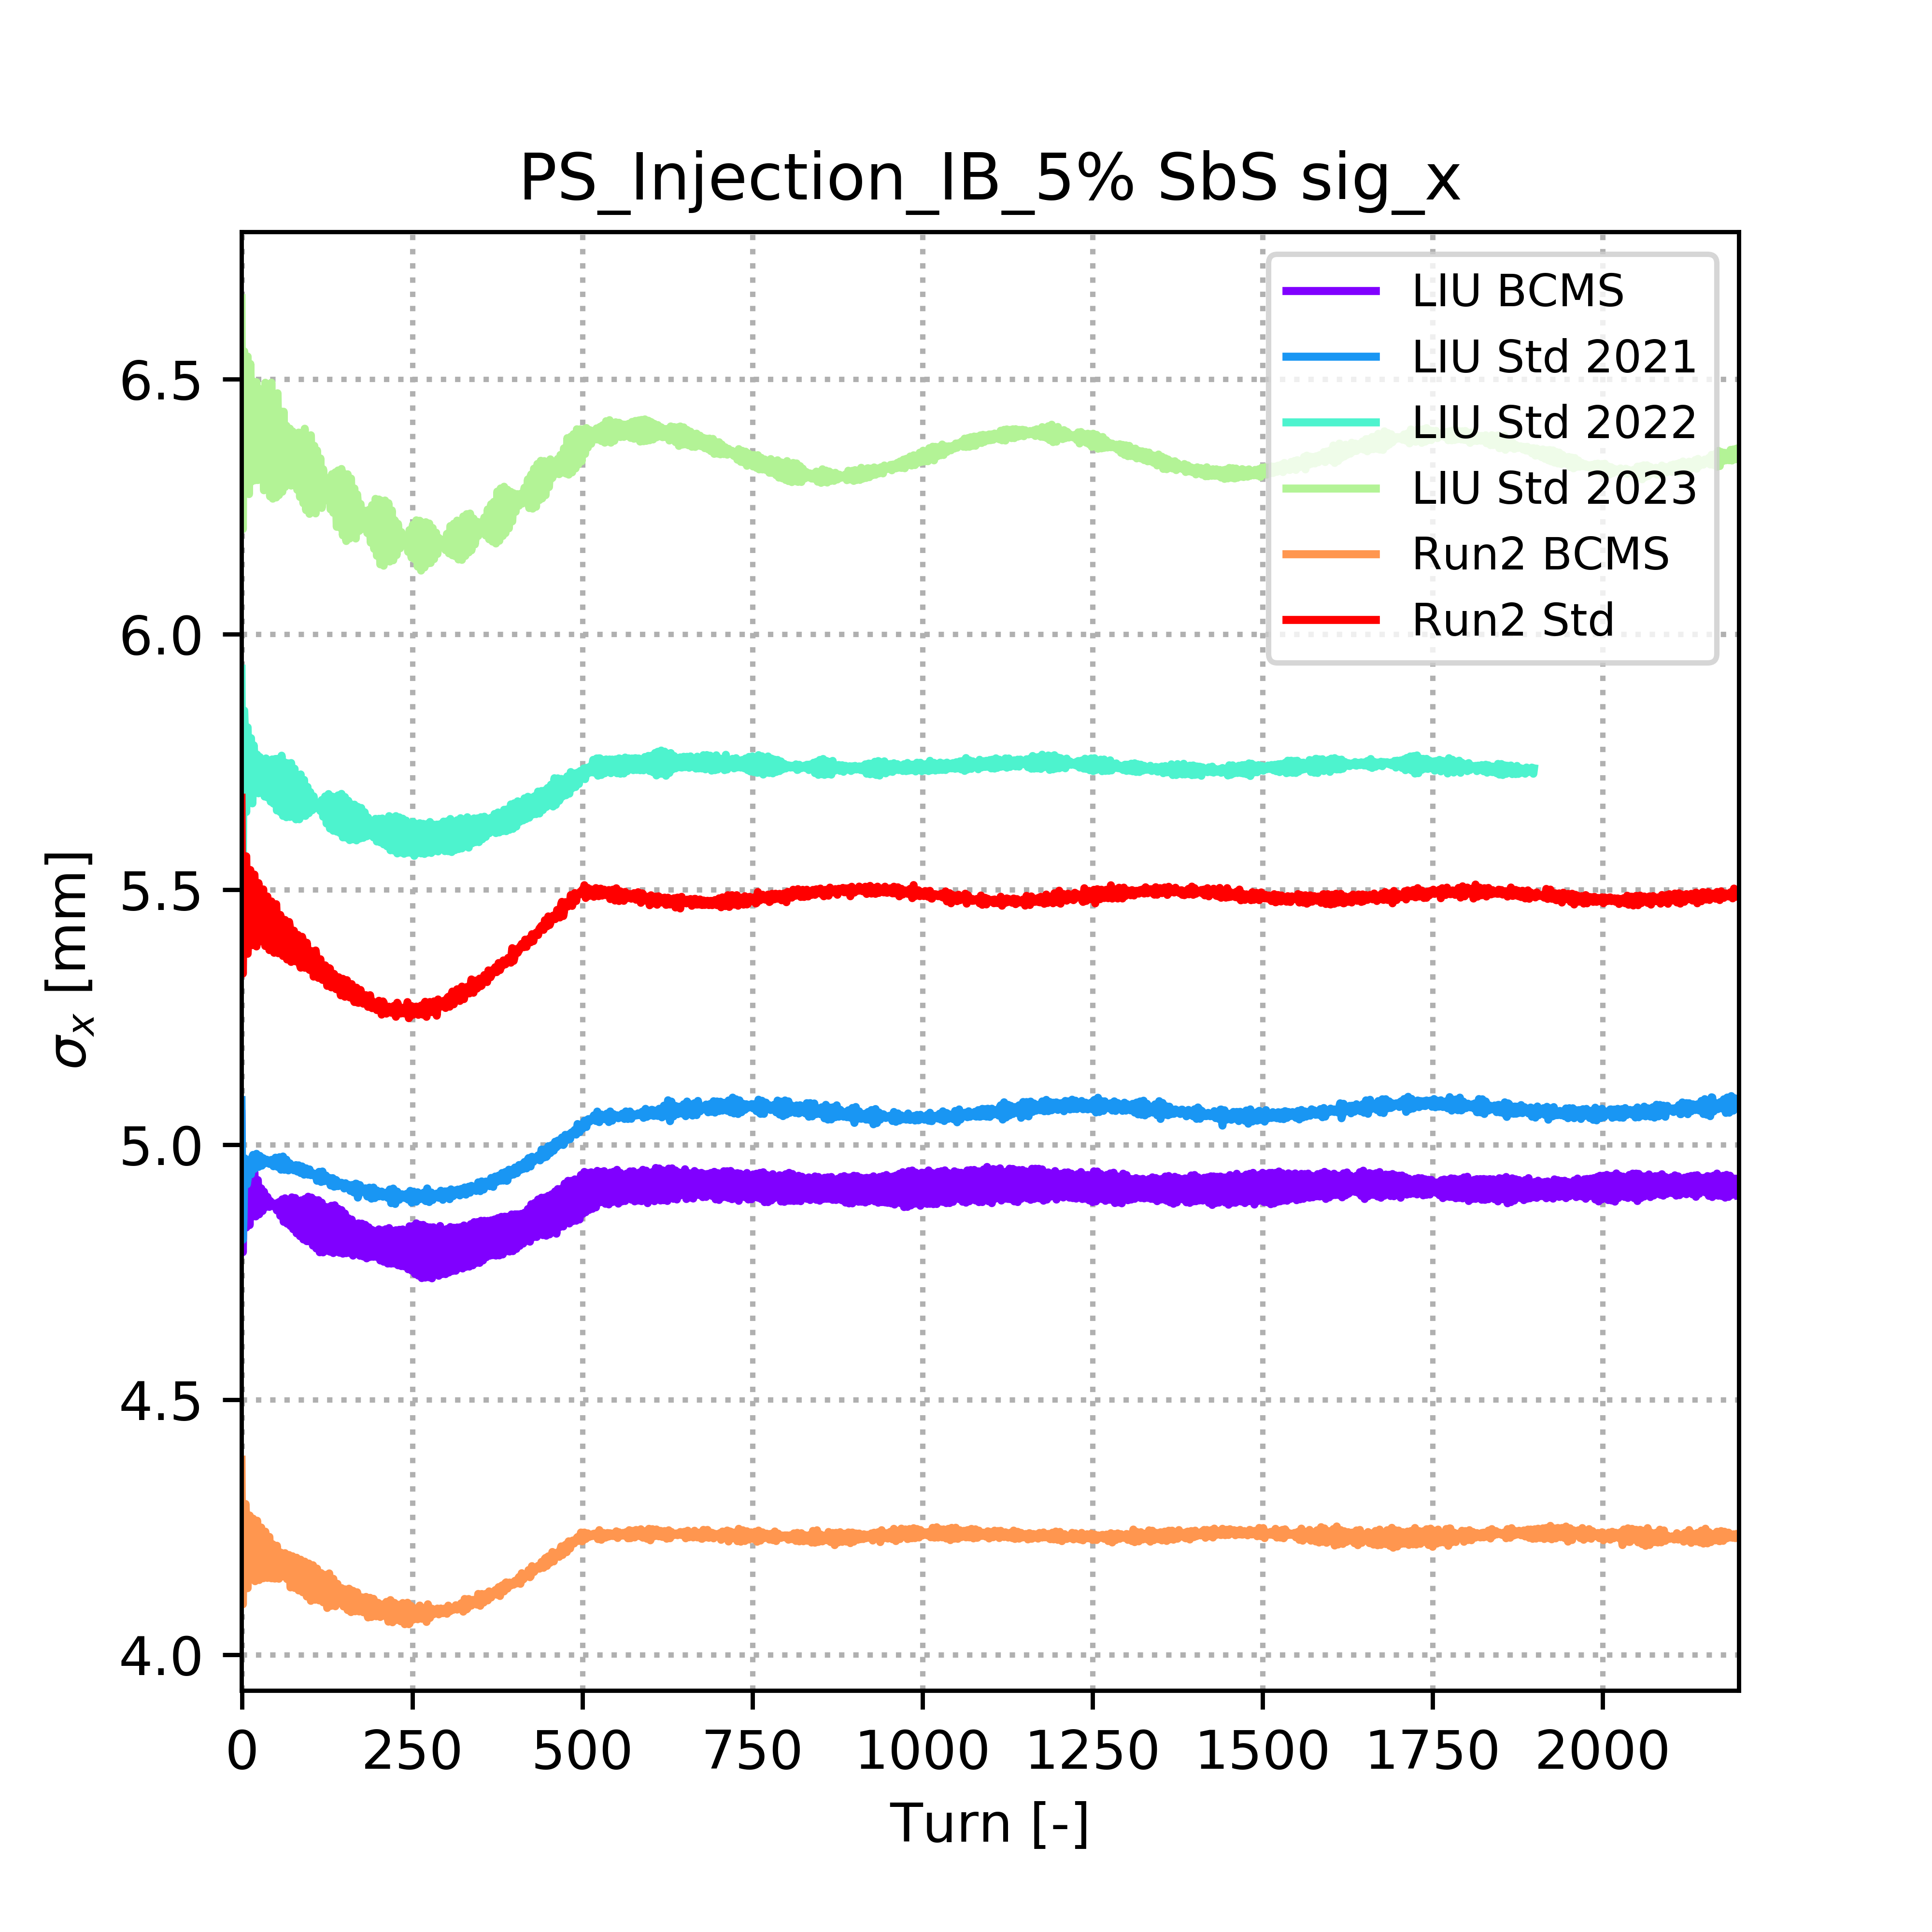 PS_Injection_IB_5% SbS sig_x
LIU BCMS
LIU Std 2021
LIU Std 2022
LIU Std 2023
Run2 BCMS
Run2 Std
6.5
6.0
5.5
5.0
4.5
4.0
σx [mm]
0 250 500 750 1000 1250 1500 1750 2000
Turn [-]